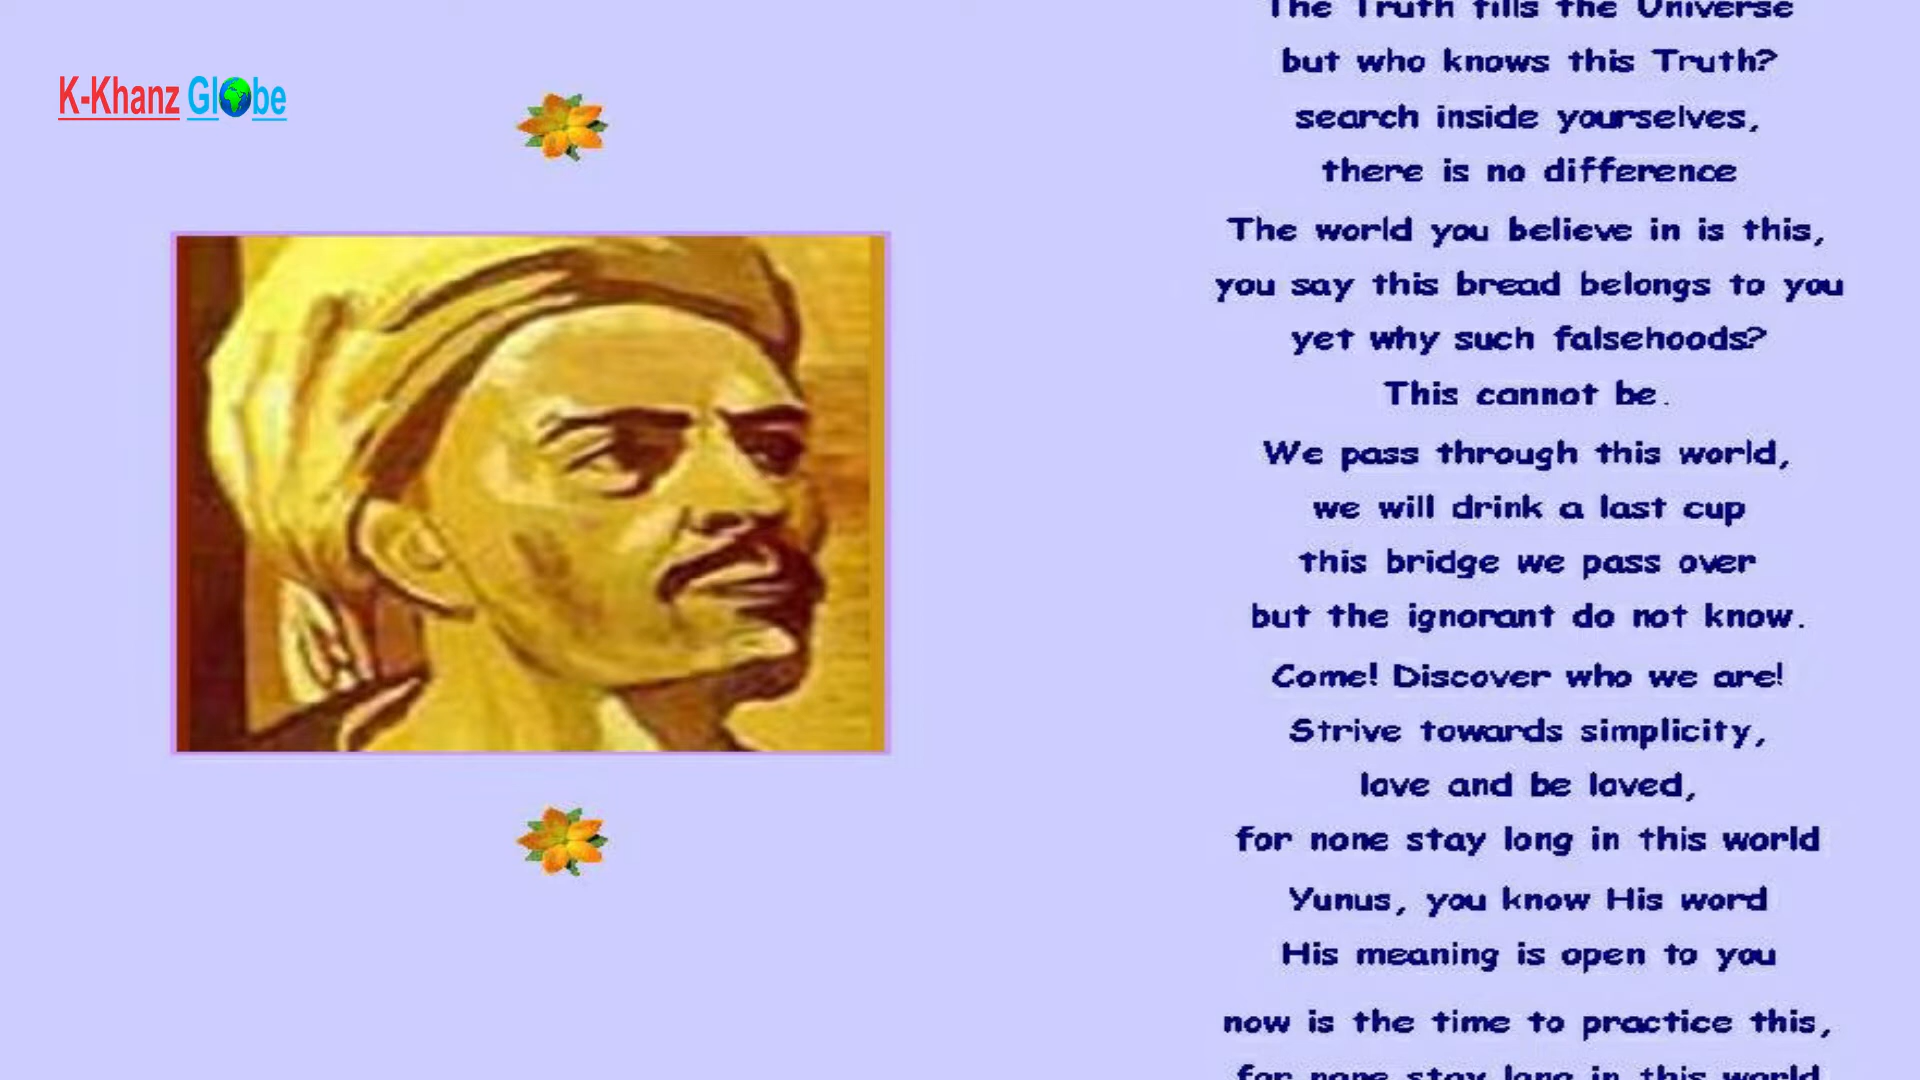 K-Khanz Globe
The Truth fills the Universe
but who knows this Truth?
search inside yourselves,
there is no difference
The world you believe in is this,
you say this bread belongs to you
yet why such falsehoods?
This cannot be.
We pass through this world,
we will drink a last cup
this bridge we pass over
but the ignorant do not know.
Come! Discover who we are!
Strive towards simplicity,
love and be loved,
for none stay long in this world
Yunus, you know His word
His meaning is open to you
now is the time to practice this,
for none stay long in this world